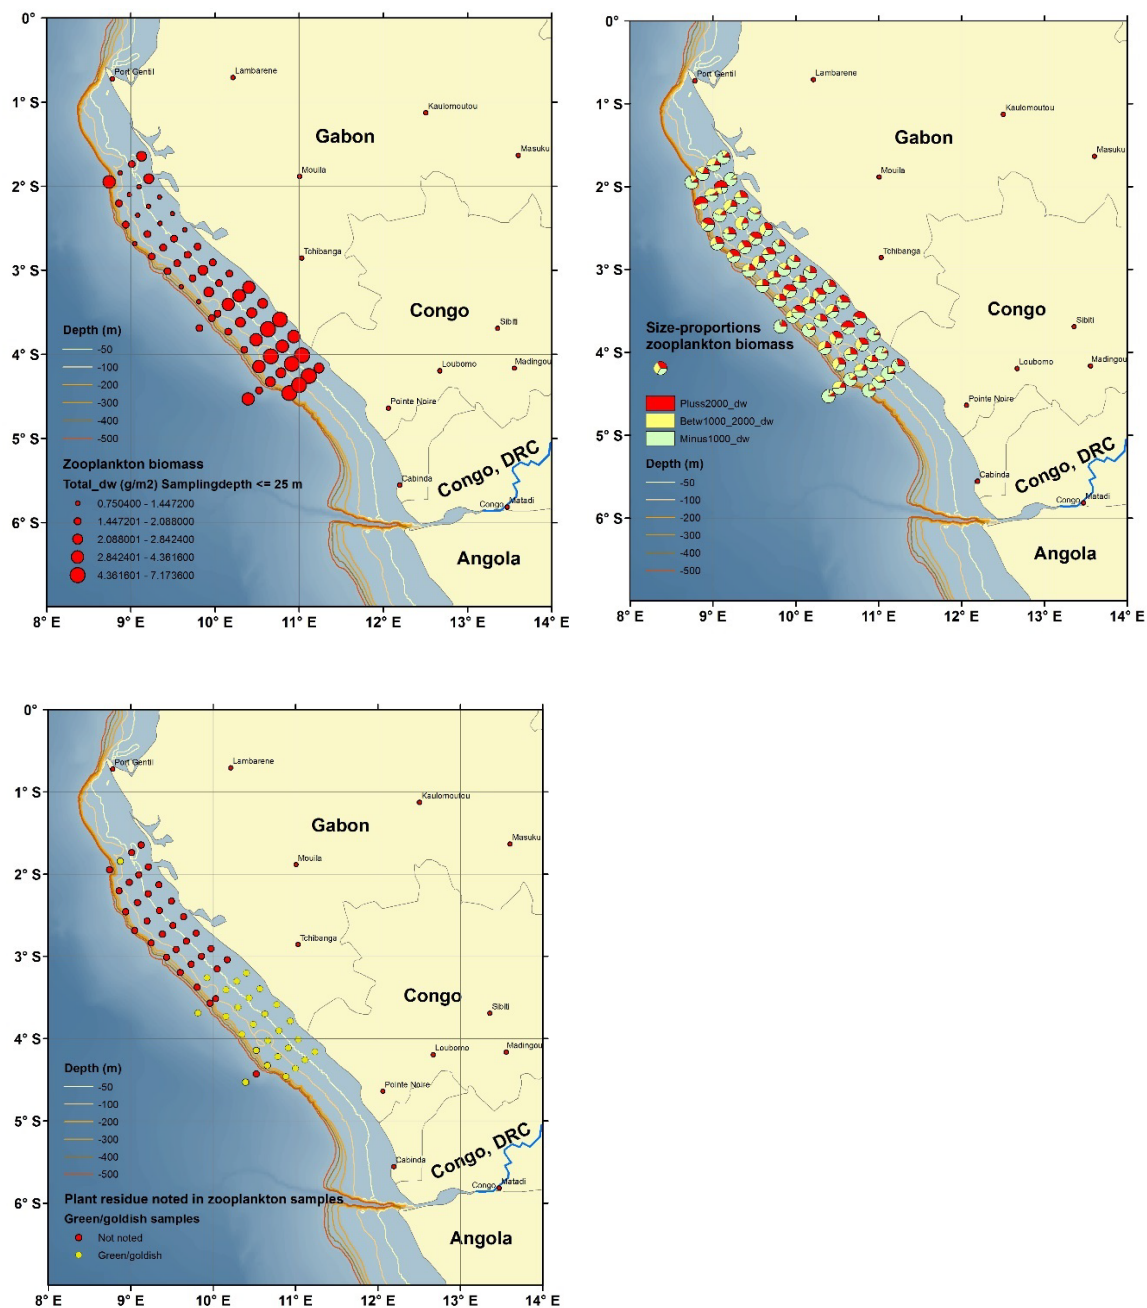 0°
1° S
2° S
3° S
4° S
5° S
6° S
8° E
9° E
10° E
11° E
12° E
13° E
14° E
Port Gentil
Lambarene
Kaulomoutou
Gabon
Masuku
Mouila
Tchibanga
Congo
Sibiti
Loubomo
Madingou
Pointe Noire
Cabinda
Congo, DRC
Congo
Matadi
Angola
Depth (m)
-50
-100
-200
-300
-400
-500
Zooplankton biomass
Total_dw (g/m2) Samplingdepth <= 25 m
0.750400 - 1.447200
1.447201 - 2.088000
2.088001 - 2.842400
2.842401 - 4.361600
4.361601 - 7.173600
0°
1° S
2° S
3° S
4° S
5° S
6° S
8° E
9° E
10° E
11° E
12° E
13° E
14° E
Port Gentil
Lambarene
Kaulomoutou
Gabon
Masuku
Mouila
Tchibanga
Congo
Sibiti
Loubomo
Madingou
Pointe Noire
Cabinda
Congo, DRC
Congo
Matadi
Angola
Size-proportions
zooplankton biomass
Pluss2000_dw
Betw1000_2000_dw
Minus1000_dw
Depth (m)
-50
-100
-200
-300
-400
-500
0°
1° S
2° S
3° S
4° S
5° S
6° S
8° E
9° E
10° E
11° E
12° E
13° E
14° E
Port Gentil
Lambarene
Kaulomoutou
Gabon
Masuku
Mouila
Tchibanga
Congo
Sibiti
Loubomo
Madingou
Pointe Noire
Cabinda
Congo, DRC
Congo
Matadi
Angola
Depth (m)
-50
-100
-200
-300
-400
-500
Plant residue noted in zooplankton samples
Green/goldish samples
Not noted
Green/goldish